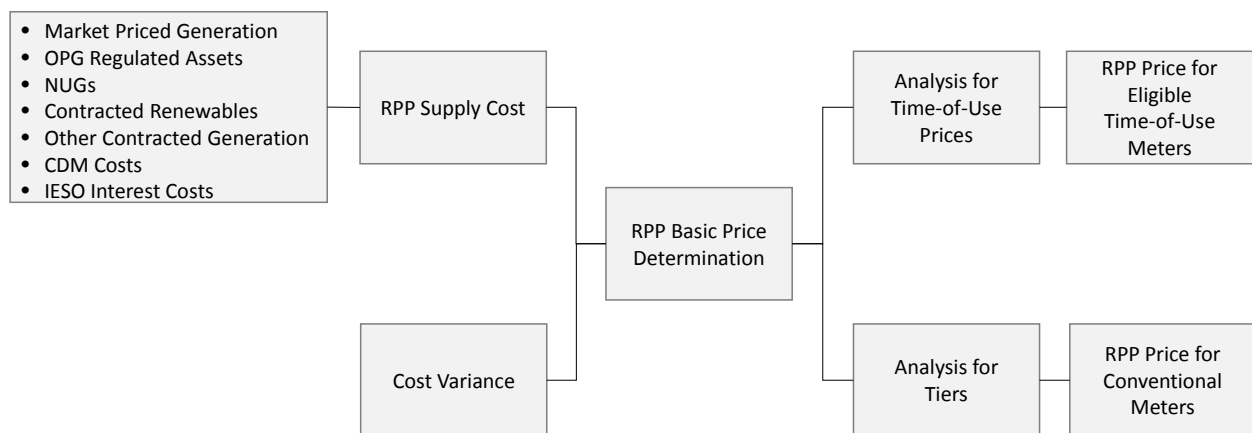 • Market Priced Generation
• OPG Regulated Assets
• NUGs
• Contracted Renewables
• Other Contracted Generation
• CDM Costs
• IESO Interest Costs
RPP Supply Cost
Cost Variance
RPP Basic Price
Determination
Analysis for
Time-of-Use
Prices
RPP Price for
Eligible
Time-of-Use
Meters
Analysis for
Tiers
RPP Price for
Conventional
Meters